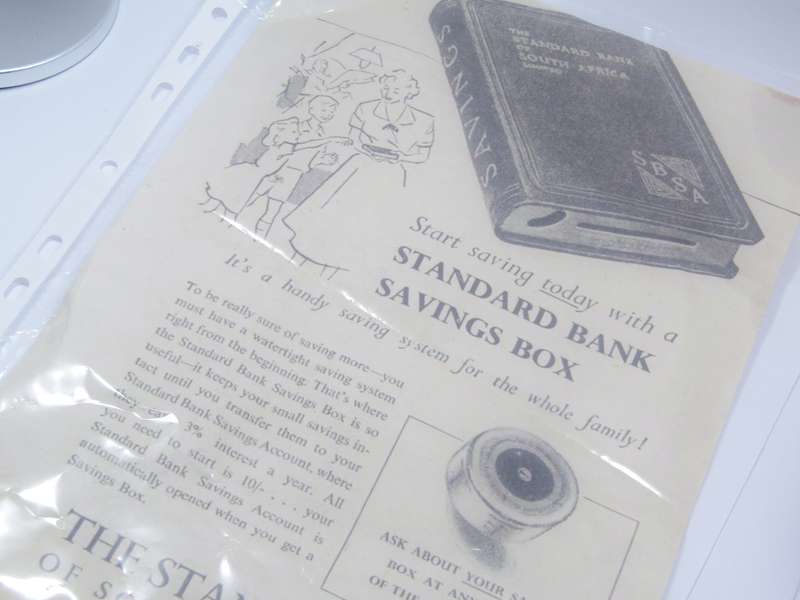 SAVINGS
THE
STANDARD BANK
OF
SOUTH AFRICA
LIMITED
SBSA
Start saving today with a
STANDARD BANK
SAVINGS BOX
It's a handy saving system for the whole family!
To be really sure of saving more—you
must have a watertight saving system
right from the beginning. That's where
the Standard Bank Savings Box is so
useful—it keeps your small savings in-
tact until you transfer them to your
Standard Bank Savings Account, where
they earn 3% interest a year. All
you need to start is 10/- . . . . your
Standard Bank Savings Account is
automatically opened when you get a
Savings Box.
THE STAN
OF SO
ASK ABOUT YOUR SA
BOX AT AN
OF THE